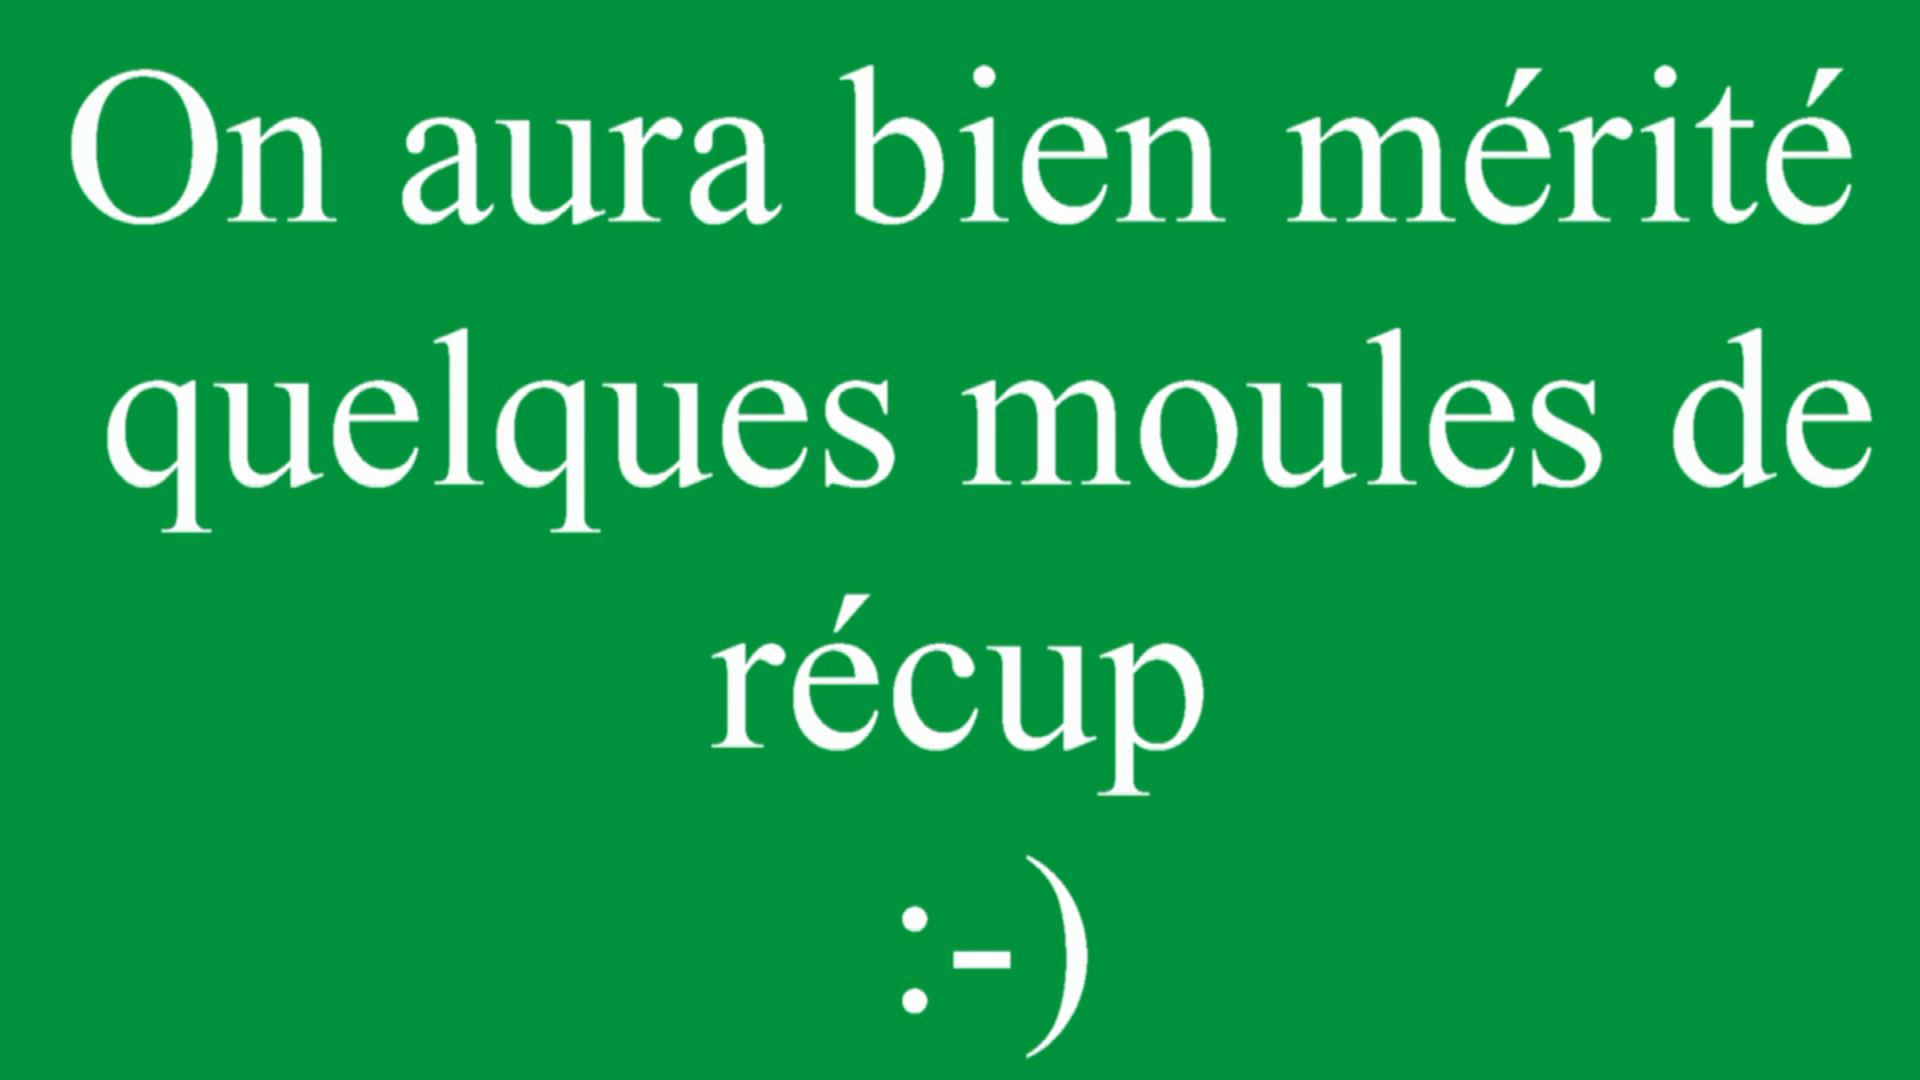 On aura bien mérité
quelques moules de
récup
:-)